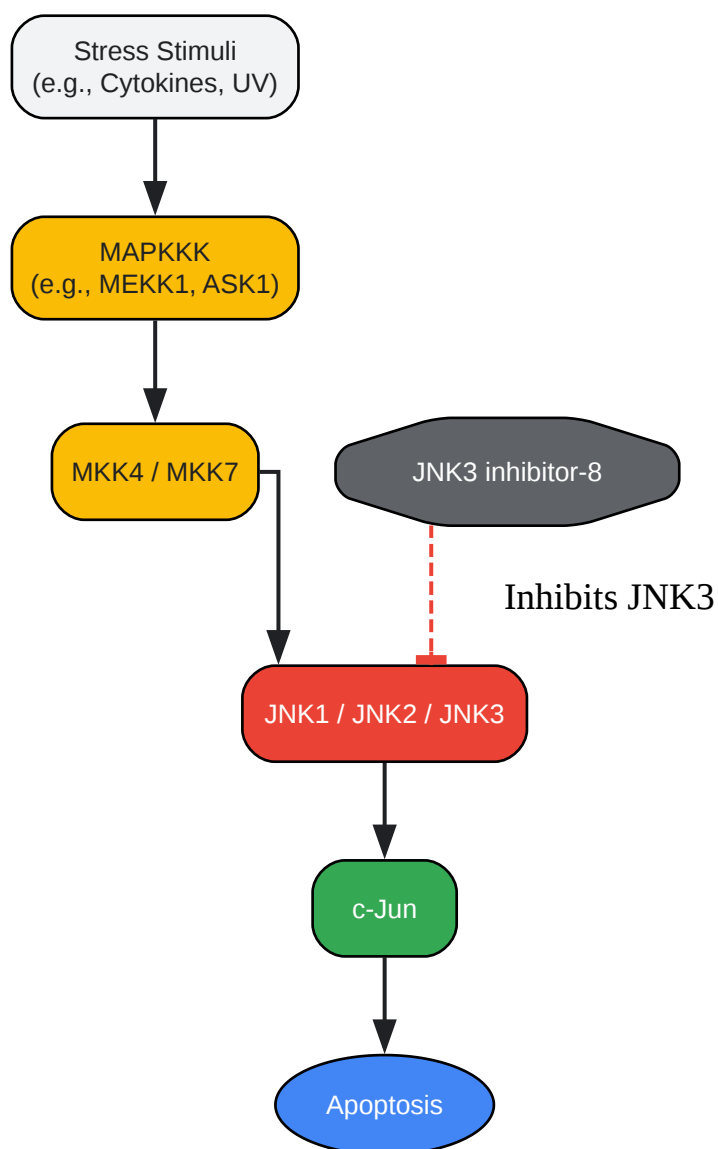 Stress Stimuli
(e.g., Cytokines, UV)
MAPKKK
(e.g., MEKK1, ASK1)
MKK4 / MKK7
JNK3 inhibitor-8
Inhibits JNK3
JNK1 / JNK2 / JNK3
c-Jun
Apoptosis